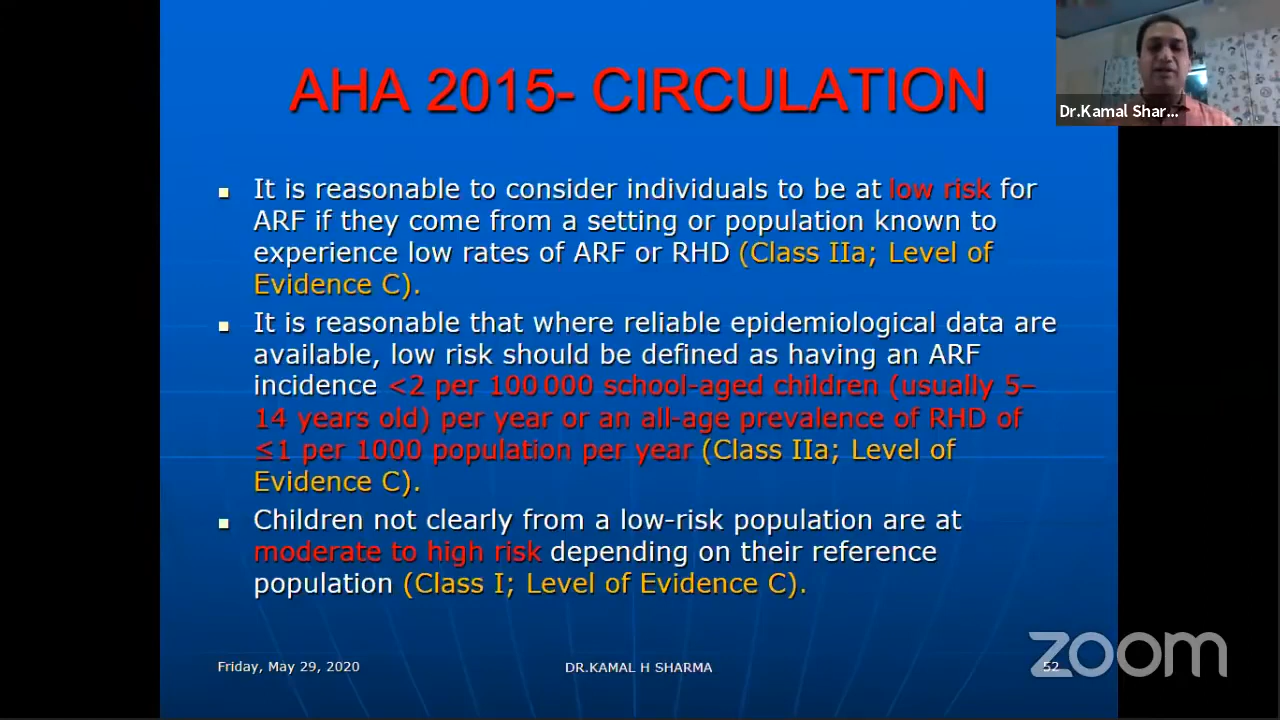 AHA 2015- CIRCULATION
Dr.Kamal Shar...
▪ It is reasonable to consider individuals to be at low risk for
ARF if they come from a setting or population known to
experience low rates of ARF or RHD (Class IIa; Level of
Evidence C).
▪ It is reasonable that where reliable epidemiological data are
available, low risk should be defined as having an ARF
incidence <2 per 100 000 school-aged children (usually 5–
14 years old) per year or an all-age prevalence of RHD of
≤1 per 1000 population per year (Class IIa; Level of
Evidence C).
▪ Children not clearly from a low-risk population are at
moderate to high risk depending on their reference
population (Class I; Level of Evidence C).
Friday, May 29, 2020
DR.KAMAL H SHARMA
52
zoom